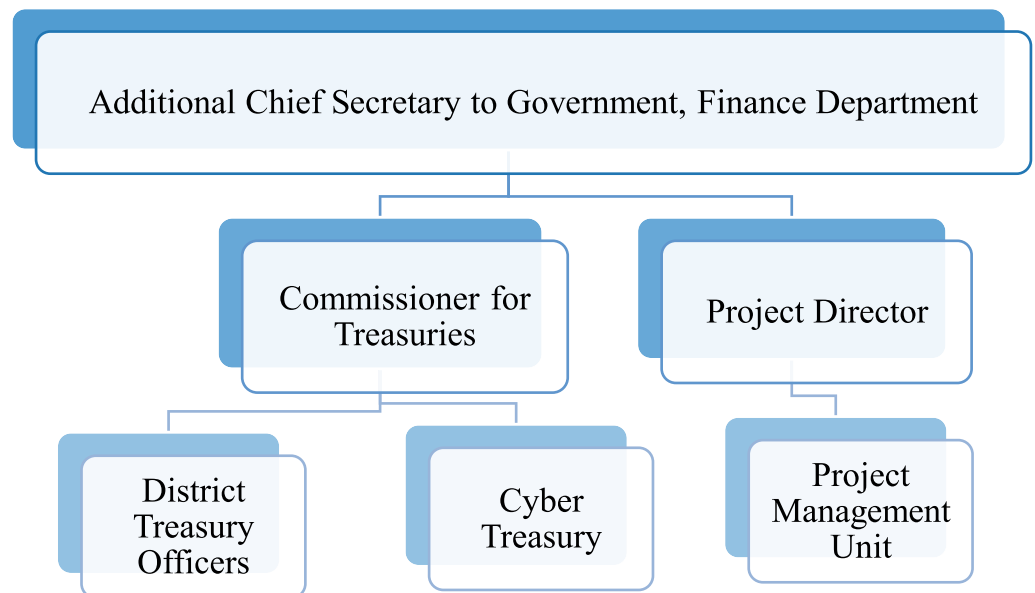 Additional Chief Secretary to Government, Finance Department
Commissioner for
Treasuries
Project Director
District
Treasury
Officers
Cyber
Treasury
Project
Management
Unit